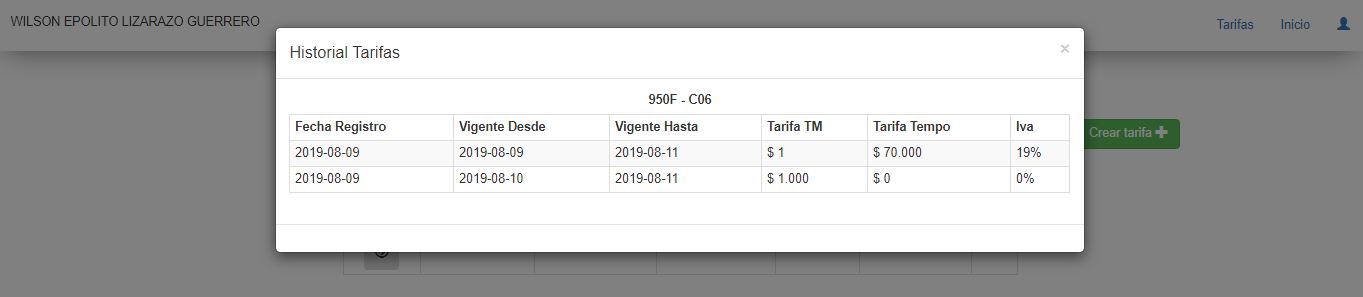 WILSON EPOLITO LIZARAZO GUERRERO
Tarifas Inicio
Historial Tarifas ×
950F - C06
Fecha Registro Vigente Desde Vigente Hasta Tarifa TM Tarifa Tempo Iva
2019-08-09 2019-08-09 2019-08-11 $ 1 $ 70.000 19%
2019-08-09 2019-08-10 2019-08-11 $ 1.000 $ 0 0%
Crear tarifa